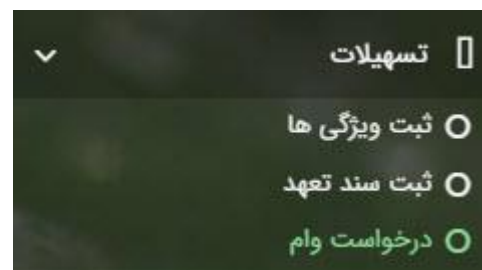 تسهیلات
ثبت ویژگی ها
ثبت سند تعهد
درخواست وام